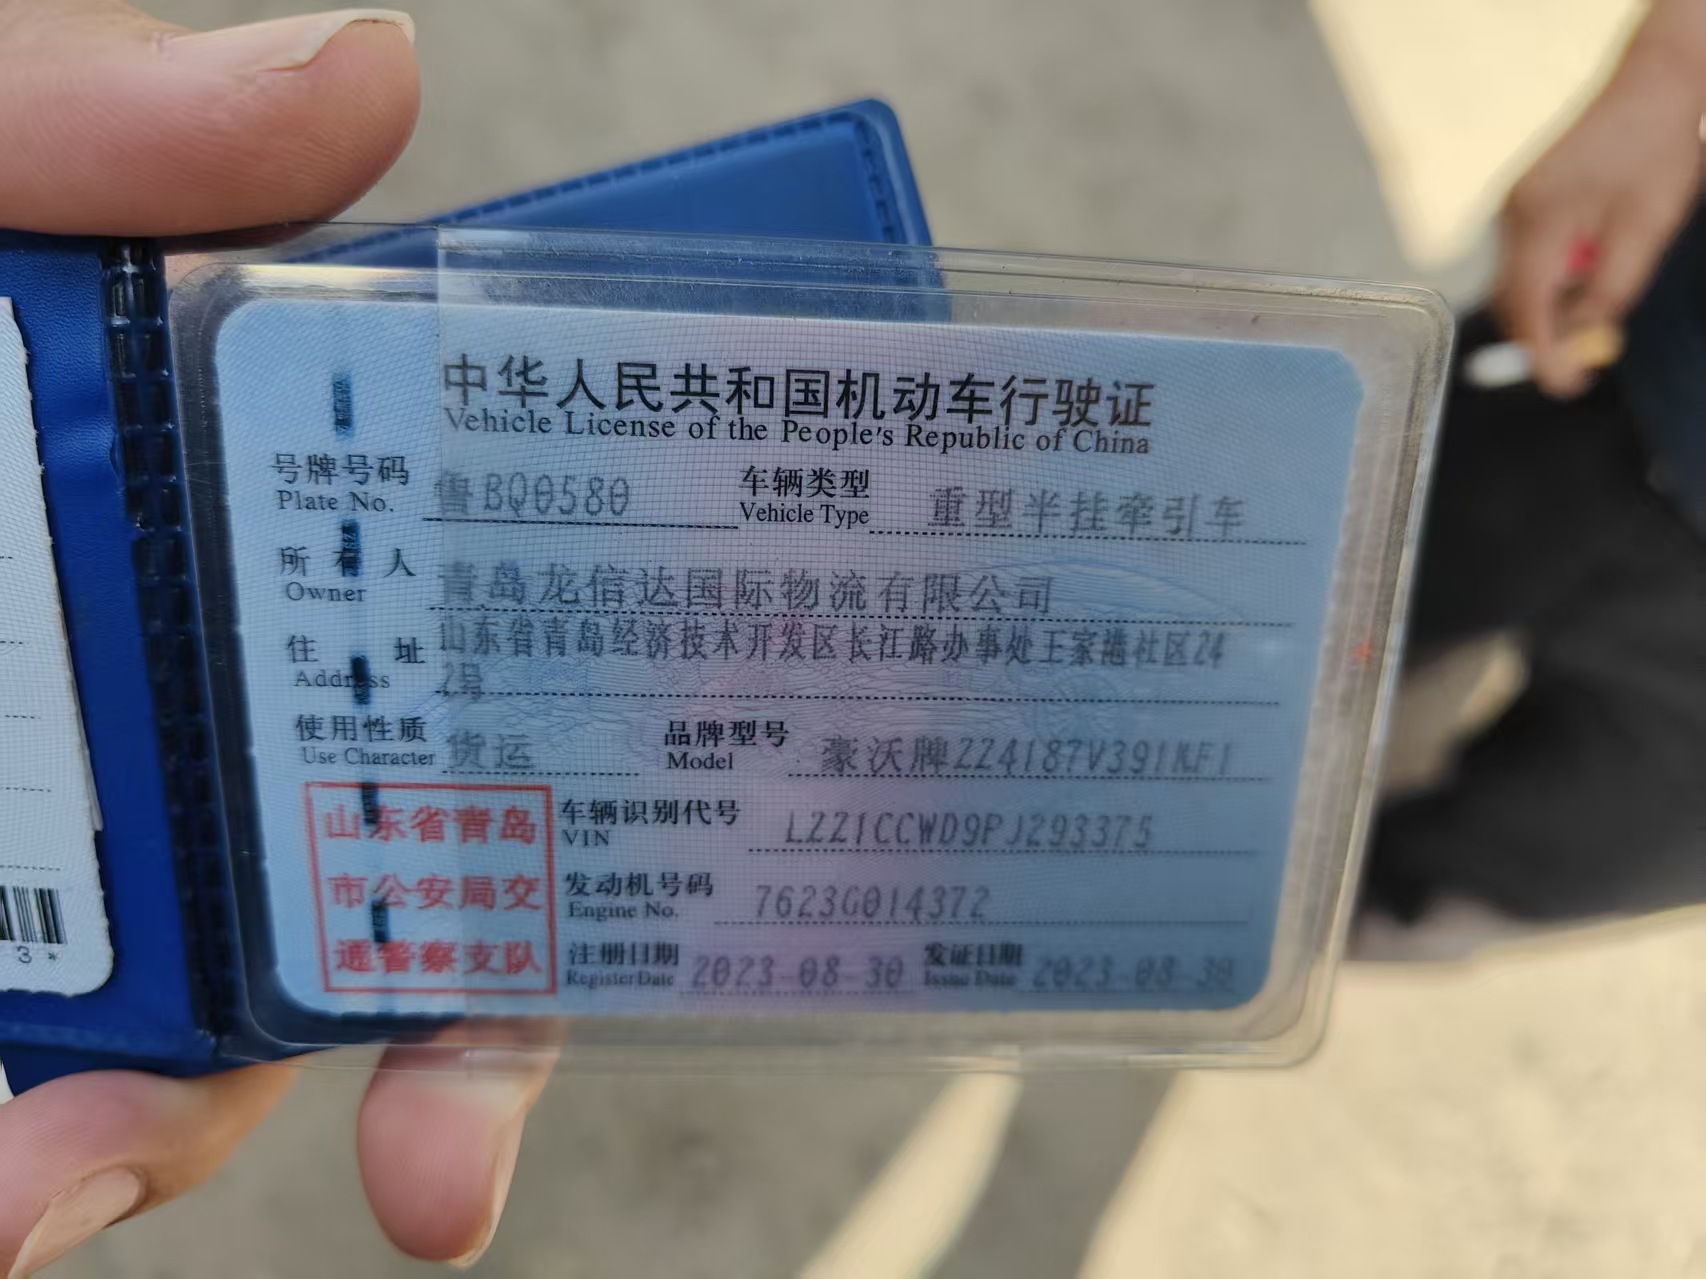 中华人民共和国机动车行驶证
Vehicle License of the People's Republic of China
号牌号码 鲁BQ0580 车辆类型 重型半挂牵引车
Plate No. Vehicle Type
所有人 青岛龙信达国际物流有限公司
Owner
住址 山东省青岛经济技术开发区长江路办事处王家港社区24
Address 2号
使用性质 货运 品牌型号 豪沃牌ZZ4187V391KF1
Use Character Model
山东省青岛
市公安局交
通警察支队
车辆识别代号 LZZ1CCWD9PJ293375
VIN
发动机号码 7623G014372
Engine No.
注册日期 2023-08-30 发证日期 2023-08-30
Register Date Issue Date
3*